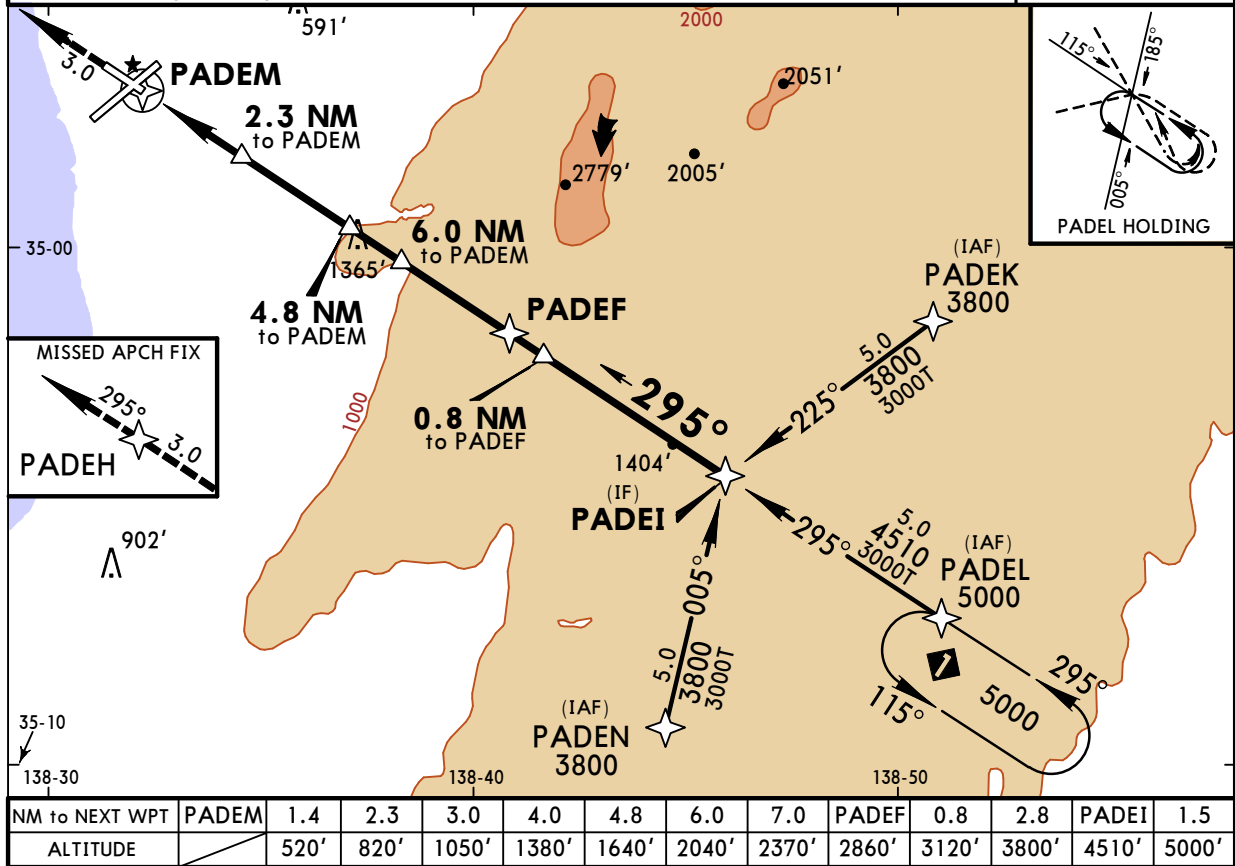 591'
2000
3.0
PADEM
2051'
2.3 NM
to PADEM
2779'
2005'
115°
185°
005°
PADEL HOLDING
35-00
1365'
6.0 NM
to PADEM
4.8 NM
to PADEM
(IAF)
PADEK
3800
PADEF
5.0
3800
3000T
225°
MISSED APCH FIX
295°
3.0
PADEH
1000
0.8 NM
to PADEF
295°
1404'
(IF)
PADEI
902'
5.0
4510
3000T
295°
(IAF)
PADEL
5000
005°
5.0
3800
3000T
295°
115°
5000
(IAF)
PADEN
3800
35-10
138-30
138-40
138-50
NM to NEXT WPT PADEM 1.4 2.3 3.0 4.0 4.8 6.0 7.0 PADEF 0.8 2.8 PADEI 1.5
ALTITUDE 520' 820' 1050' 1380' 1640' 2040' 2370' 2860' 3120' 3800' 4510' 5000'